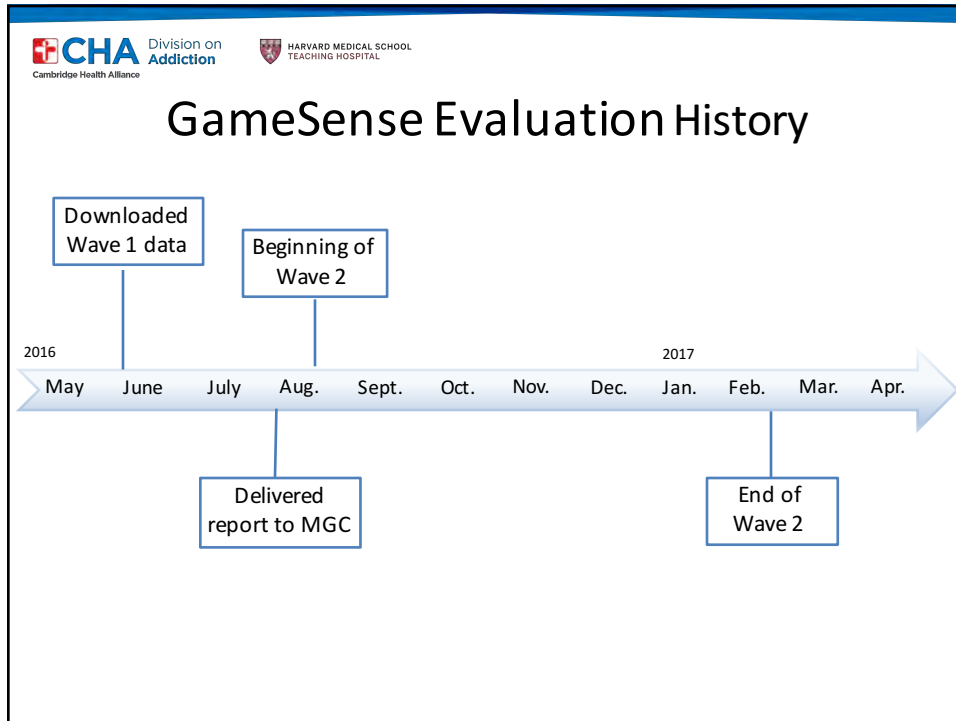 CHA
Division on
Addiction
Cambridge Health Alliance
HARVARD MEDICAL SCHOOL
TEACHING HOSPITAL
GameSense Evaluation History
Downloaded
Wave 1 data
Beginning of
Wave 2
2016
2017
May June July Aug. Sept. Oct. Nov. Dec. Jan. Feb. Mar. Apr.
Delivered
report to MGC
End of
Wave 2